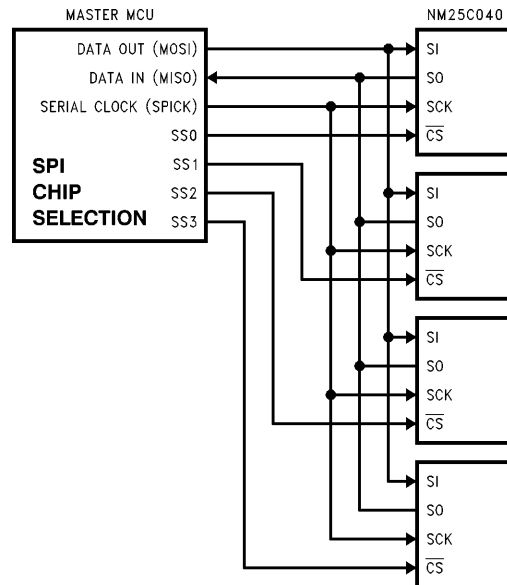 MASTER MCU
DATA OUT (MOSI)
DATA IN (MISO)
SERIAL CLOCK (SPICK)
SS0
SS1
SS2
SS3
SPI
CHIP
SELECTION
NM25C040
SI
SO
SCK
CS
SI
SO
SCK
CS
SI
SO
SCK
CS
SI
SO
SCK
CS